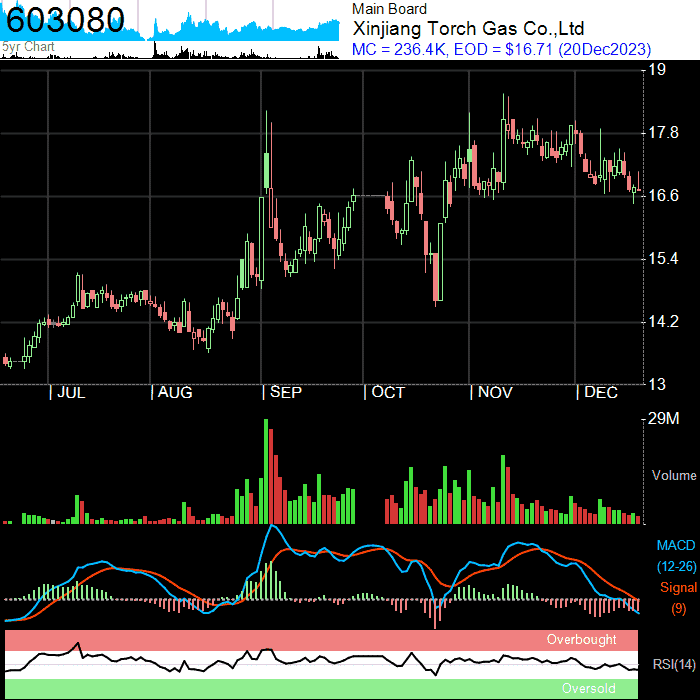 603080
5yr Chart
Main Board
Xinjiang Torch Gas Co.,Ltd
MC = 236.4K, EOD = $16.71 (20Dec2023)
19
17.8
16.6
15.4
14.2
13
JUL
AUG
SEP
OCT
NOV
DEC
29M
Volume
MACD
(12-26)
Signal
(9)
Overbought
RSI(14)
Oversold